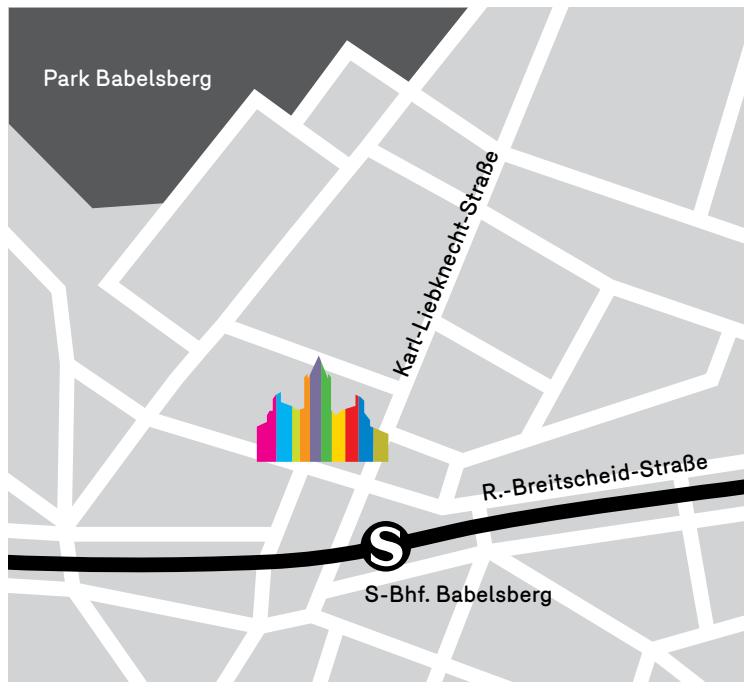 Park Babelsberg
Karl-Liebknecht-Straße
R.-Breitscheid-Straße
S
S-Bhf. Babelsberg